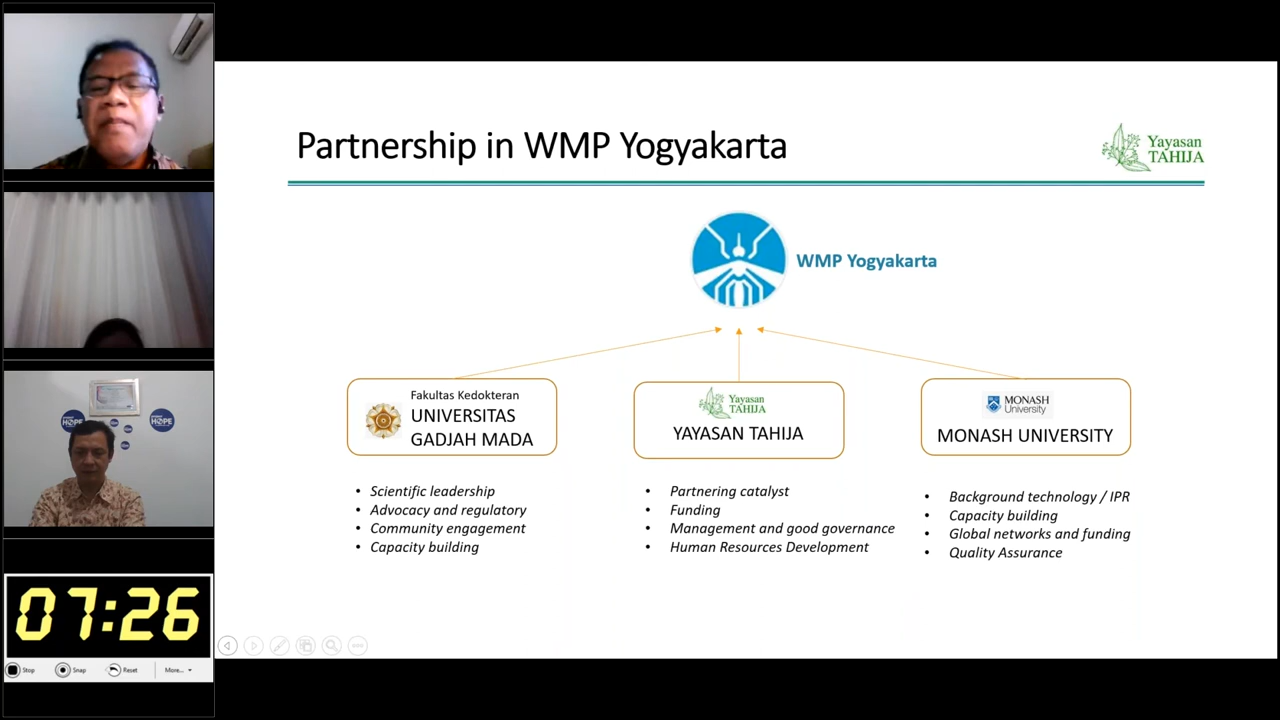 Partnership in WMP Yogyakarta
Yayasan
TAHIJA
WMP Yogyakarta
Fakultas Kedokteran
UNIVERSITAS
GADJAH MADA
Yayasan
TAHIJA
YAYASAN TAHIJA
MONASH
University
MONASH UNIVERSITY
• Scientific leadership
• Advocacy and regulatory
• Community engagement
• Capacity building
• Partnering catalyst
• Funding
• Management and good governance
• Human Resources Development
• Background technology / IPR
• Capacity building
• Global networks and funding
• Quality Assurance
HOPE
HOPE
07:26
Stop
Snap
Reset
More...